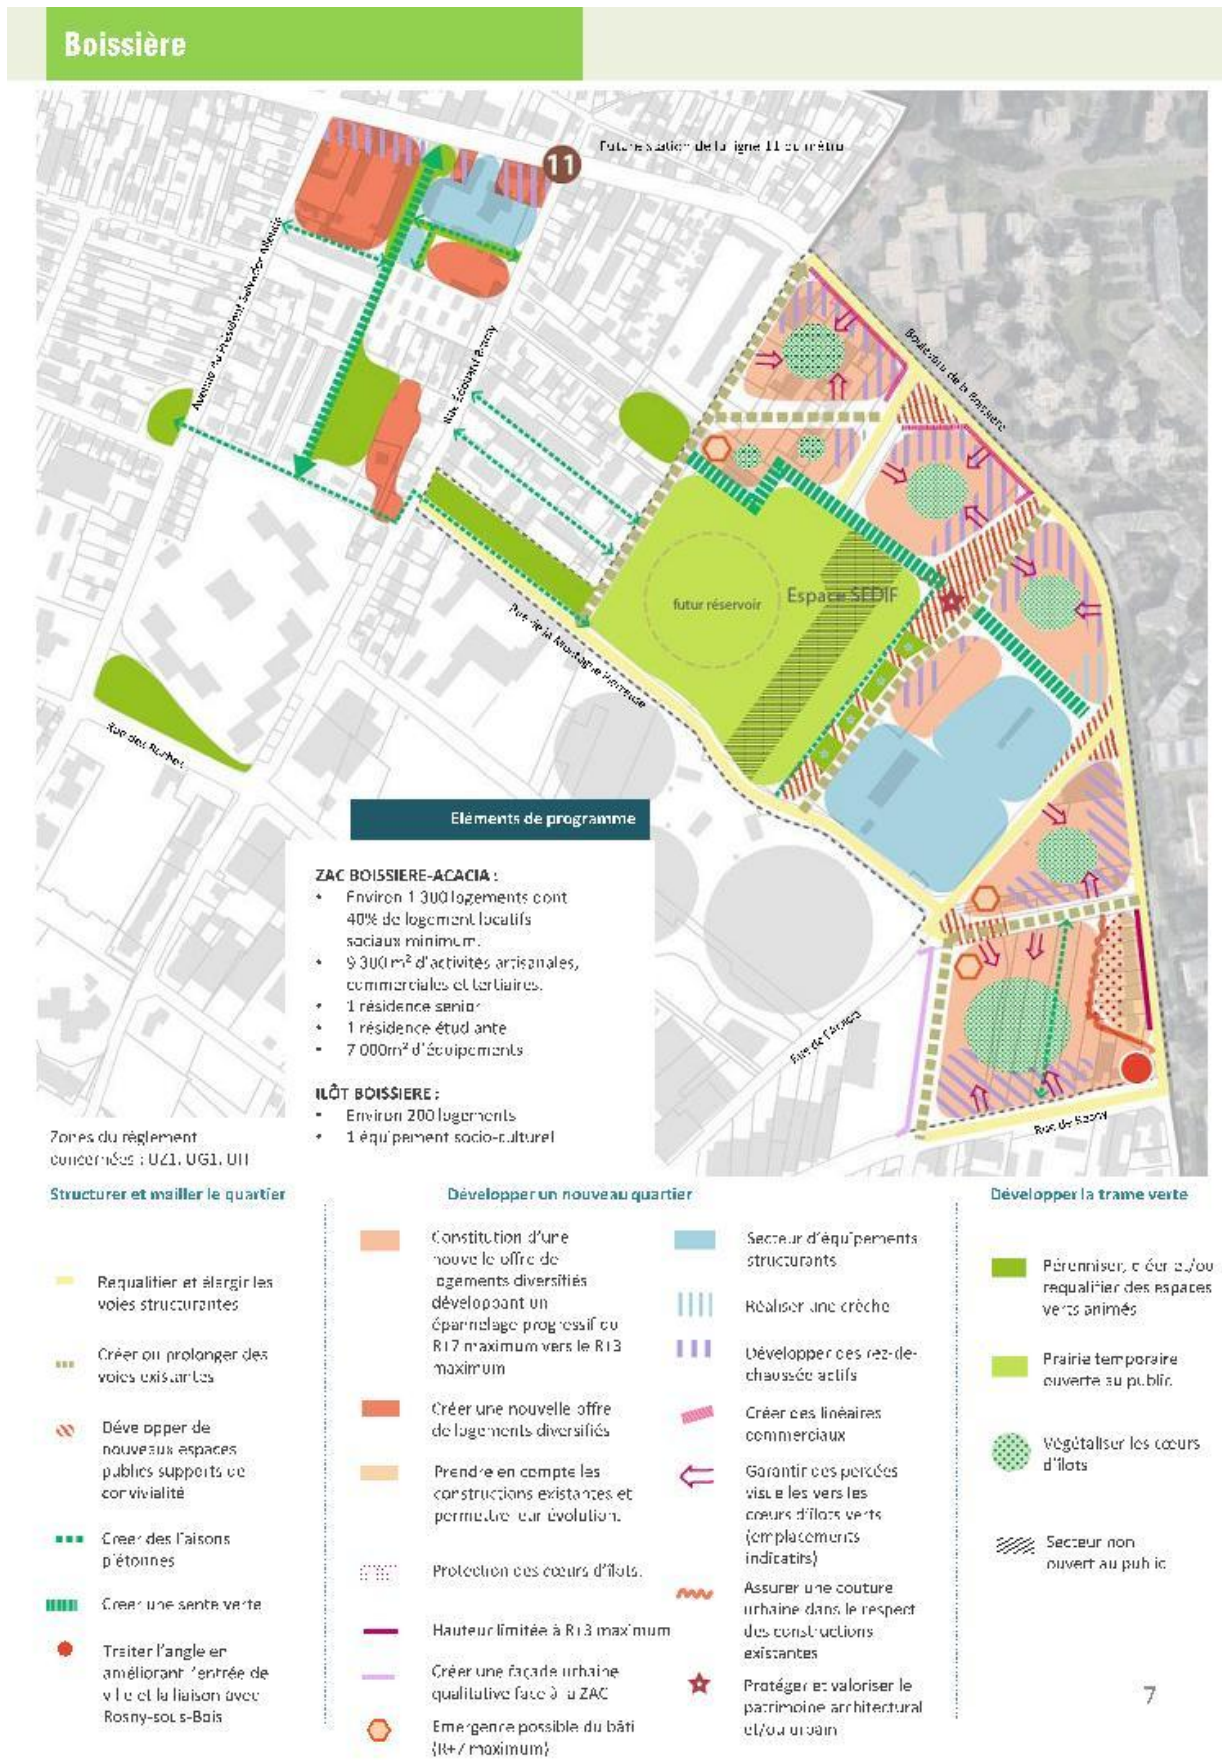 Boissière
Future station de la ligne 11 du métro
11
Avenue du Président Salvador Allende
Boulevard de la Boissière
Rue Édouard Branly
futur réservoir
Espace SEDIF
Rue de la Montagne Pierreuse
Rue des Roches
Eléments de programme
ZAC BOISSIERE-ACACIA :
• Environ 1 300 logements dont
40% de logement locatifs
sociaux minimum.
• 9 300 m² d'activités artisanales,
commerciales et tertiaires.
• 1 résidence senior
• 1 résidence étudiante
• 7 000m² d'équipements
ILÔT BOISSIERE :
• Environ 200 logements
• 1 équipement socio-culturel
Rue de l'Acacia
Rue de Rosny
Zones du règlement
concernées : UZ1, UG1, UH
Structurer et mailler le quartier
Requalifier et élargir les
voies structurantes
Créer ou prolonger des
voies existantes
Développer de
nouveaux espaces
publics supports de
convivialité
Créer des liaisons
piétonnes
Créer une sente verte
Traiter l'angle en
améliorant l'entrée de
ville et la liaison avec
Rosny-sous-Bois
Développer un nouveau quartier
Constitution d'une
nouvelle offre de
logements diversifiés
développant un
épannelage progressif du
R+7 maximum vers le R+3
maximum
Créer une nouvelle offre
de logements diversifiés
Prendre en compte les
constructions existantes et
permettre leur évolution.
Protection des cœurs d'îlots.
Hauteur limitée à R+3 maximum
Créer une façade urbaine
qualitative face à la ZAC
Emergence possible du bâti
(R+7 maximum)
Secteur d'équipements
structurants
Réaliser une crèche
Développer des rez-de-
chaussée actifs
Créer des linéaires
commerciaux
Garantir des percées
visuelles vers les
cœurs d'îlots verts
(emplacements
indicatifs)
Assurer une couture
urbaine dans le respect
des constructions
existantes
Protéger et valoriser le
patrimoine architectural
et/ou urbain
Développer la trame verte
Pérenniser, créer et/ou
requalifier des espaces
verts animés
Prairie temporaire
ouverte au public
Végétaliser les cœurs
d'îlots
Secteur non
ouvert au public
7